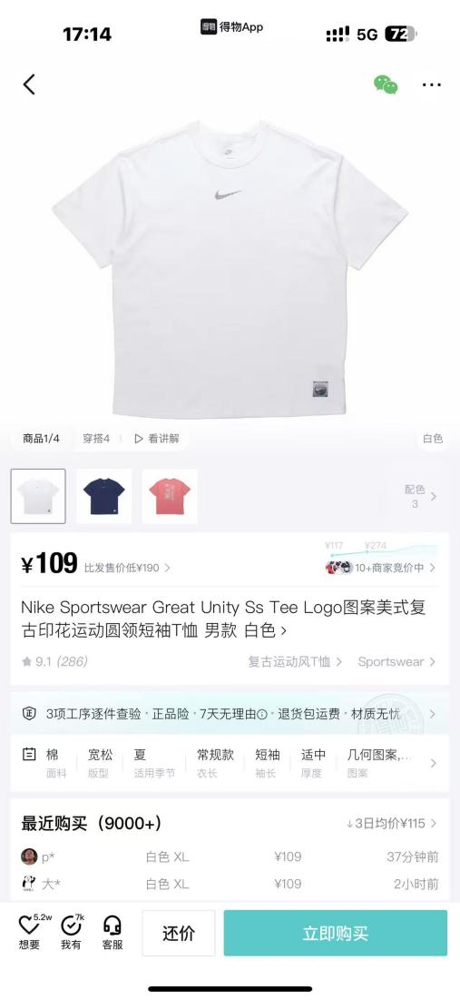 17:14
得物 得物App
5G 72
商品1/4 穿搭4 看讲解 白色
配色
3
¥109 比发售价低¥190
¥117 ¥274
10+商家竞价中
Nike Sportswear Great Unity Ss Tee Logo图案美式复
古印花运动圆领短袖T恤 男款 白色
9.1 (286) 复古运动风T恤 Sportswear
正 3项工序逐件查验·正品险·7天无理由·退货包运费·材质无忧
棉 宽松 夏 常规款 短袖 适中 几何图案,...
面料 版型 适用季节 衣长 袖长 厚度 图案
最近购买（9000+） ↓3日均价¥115
p* 白色 XL ¥109 37分钟前
大* 白色 XL ¥109 2小时前
5.2w 7k
想要 我有 客服 还价 立即购买